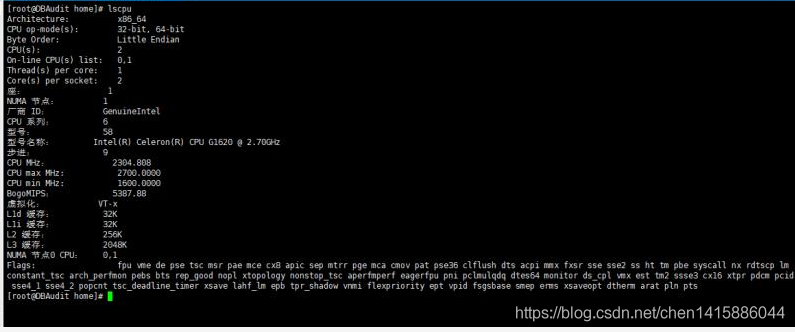 [root@DBAudit home]# lscpu
Architecture: x86_64
CPU op-mode(s): 32-bit, 64-bit
Byte Order: Little Endian
CPU(s): 2
On-line CPU(s) list: 0,1
Thread(s) per core: 1
Core(s) per socket: 2
座： 1
NUMA 节点： 1
厂商 ID： GenuineIntel
CPU 系列： 6
型号： 58
型号名称： Intel(R) Celeron(R) CPU G1620 @ 2.70GHz
步进： 9
CPU MHz： 2304.808
CPU max MHz: 2700.0000
CPU min MHz: 1600.0000
BogoMIPS： 5387.88
虚拟化： VT-x
L1d 缓存： 32K
L1i 缓存： 32K
L2 缓存： 256K
L3 缓存： 2048K
NUMA 节点0 CPU： 0,1
Flags: fpu vme de pse tsc msr pae mce cx8 apic sep mtrr pge mca cmov pat pse36 clflush dts acpi mmx fxsr sse sse2 ss ht tm pbe syscall nx rdtscp lm
constant_tsc arch_perfmon pebs bts rep_good nopl xtopology nonstop_tsc aperfmperf eagerfpu pni pclmulqdq dtes64 monitor ds_cpl vmx est tm2 ssse3 cx16 xtpr pdcm pcid
sse4_1 sse4_2 popcnt tsc_deadline_timer xsave lahf_lm epb tpr_shadow vnmi flexpriority ept vpid fsgsbase smep erms xsaveopt dtherm arat pln pts
[root@DBAudit home]#
https://blog.csdn.net/chen1415886044